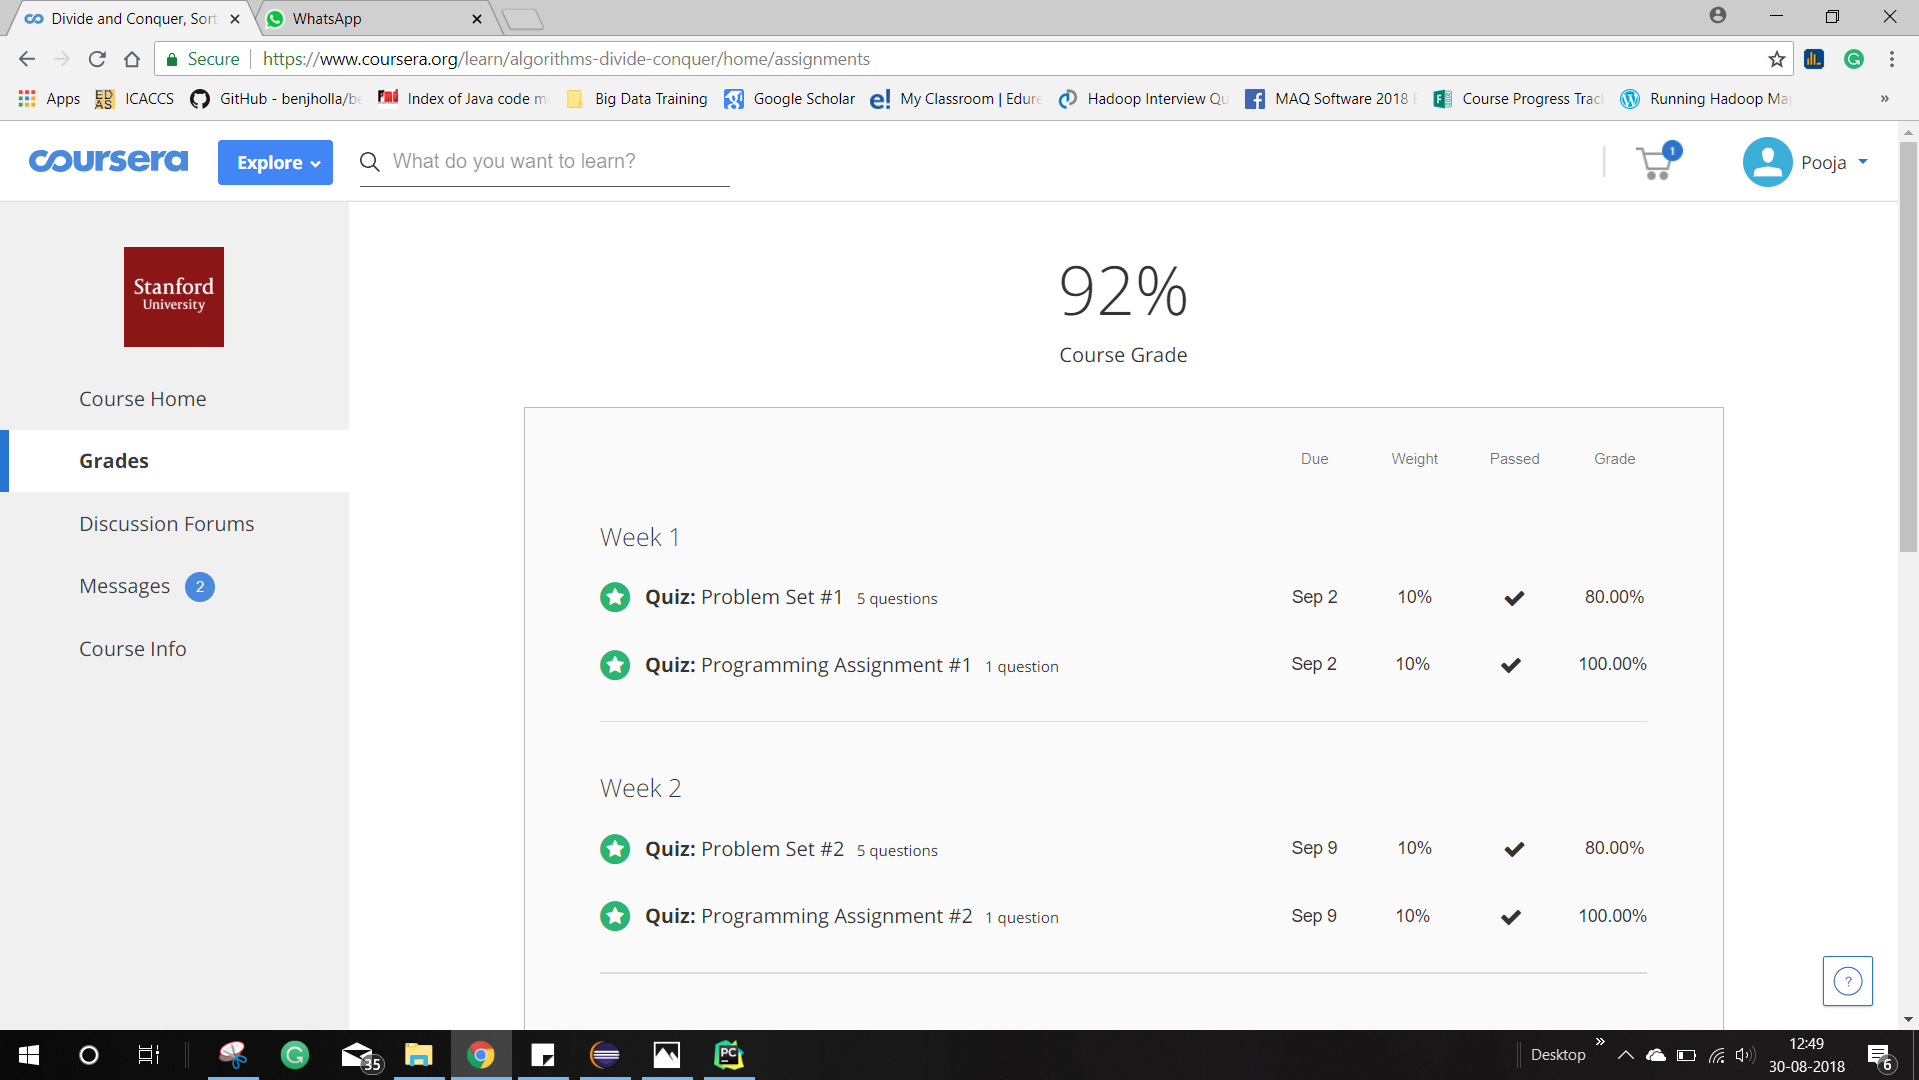 Divide and Conquer, Sort
WhatsApp
Secure https://www.coursera.org/learn/algorithms-divide-conquer/home/assignments
Apps EDAS ICACCS GitHub - benjholla/be Index of Java code m Big Data Training Google Scholar My Classroom | Edure Hadoop Interview Qu MAQ Software 2018 Course Progress Trac Running Hadoop Ma »
coursera Explore What do you want to learn? 1 Pooja
Stanford
University
Course Home
Grades
Discussion Forums
Messages 2
Course Info
92%
Course Grade
Due Weight Passed Grade
Week 1
Quiz: Problem Set #1 5 questions Sep 2 10% 80.00%
Quiz: Programming Assignment #1 1 question Sep 2 10% 100.00%
Week 2
Quiz: Problem Set #2 5 questions Sep 9 10% 80.00%
Quiz: Programming Assignment #2 1 question Sep 9 10% 100.00%
?
35
PC
Desktop »
12:49
30-08-2018
6